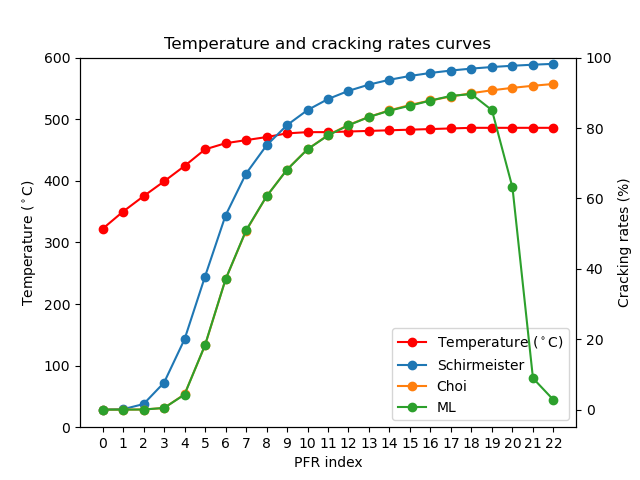 Temperature and cracking rates curves
600
500
400
300
200
100
0
Temperature (°C)
100
80
60
40
20
0
Cracking rates (%)
Temperature (°C)
Schirmeister
Choi
ML
0 1 2 3 4 5 6 7 8 9 10 11 12 13 14 15 16 17 18 19 20 21 22
PFR index